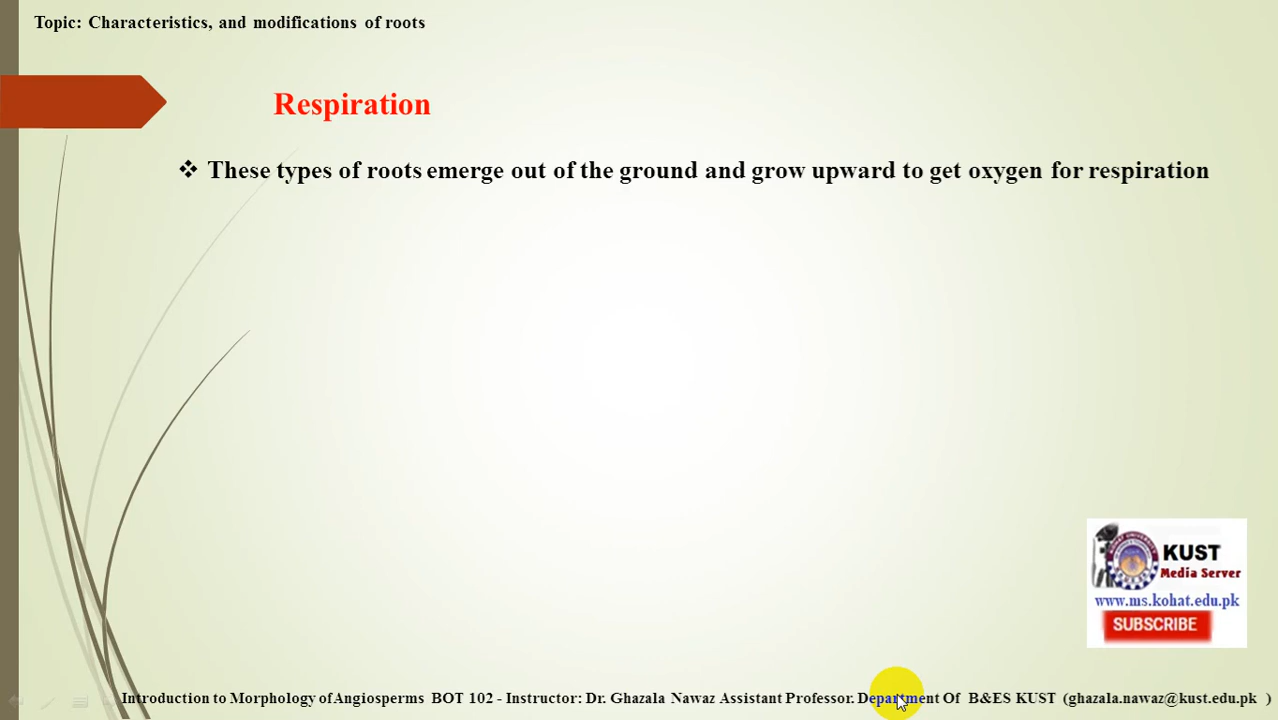 Topic: Characteristics, and modifications of roots
Respiration
❖ These types of roots emerge out of the ground and grow upward to get oxygen for respiration
KUST
Media Server
www.ms.kohat.edu.pk
SUBSCRIBE
Introduction to Morphology of Angiosperms BOT 102 - Instructor: Dr. Ghazala Nawaz Assistant Professor. Department Of B&ES KUST (ghazala.nawaz@kust.edu.pk )